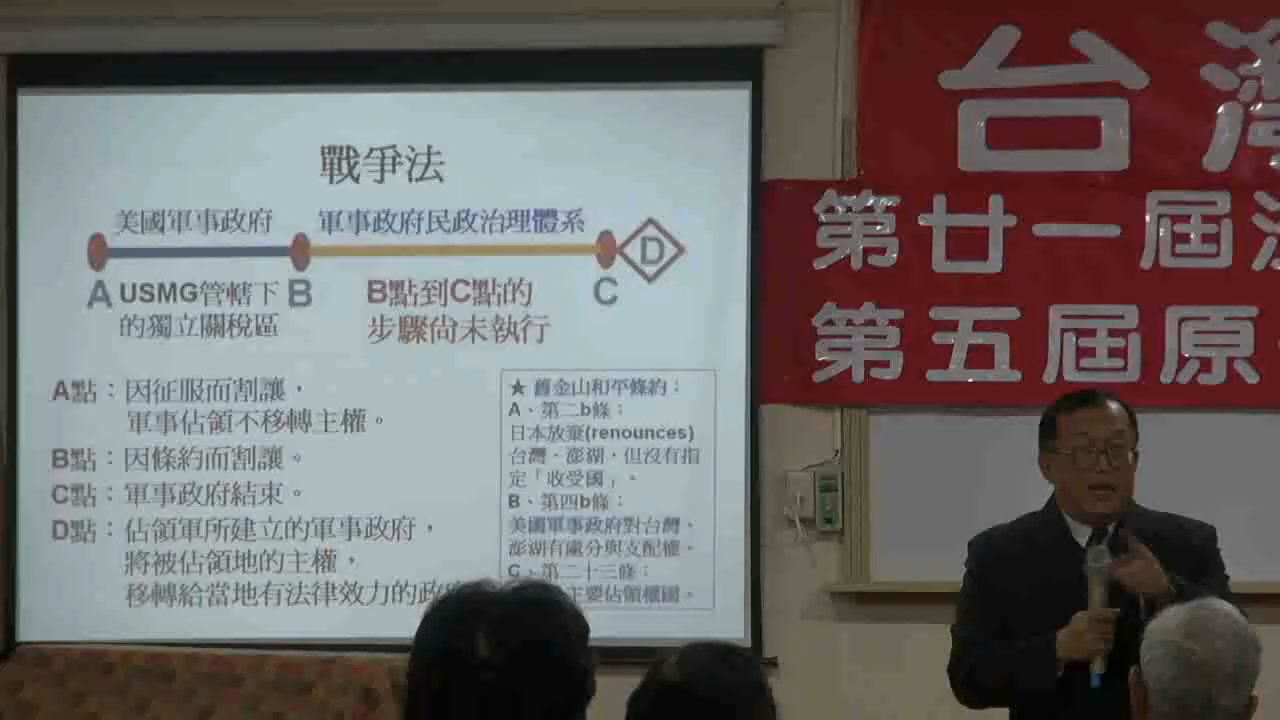 戰爭法
美國軍事政府
軍事政府民政治理體系
A
USMG管轄下
的獨立關稅區
B
B點到C點的
步驟尚未執行
C
D
A點：因征服而割讓，
軍事佔領不移轉主權。
B點：因條約而割讓。
C點：軍事政府結束。
D點：佔領軍所建立的軍事政府，
將被佔領地的主權，
移轉給當地有法律效力的政
★ 舊金山和平條約：
A、第二b條：
日本放棄(renounces)
台灣、澎湖，但沒有指
定「收受國」。
B、第四b條：
美國軍事政府對台灣、
澎湖有處分與支配權。
C、第二十三條：
主要佔領權國。
台
第廿一屆
第五屆原